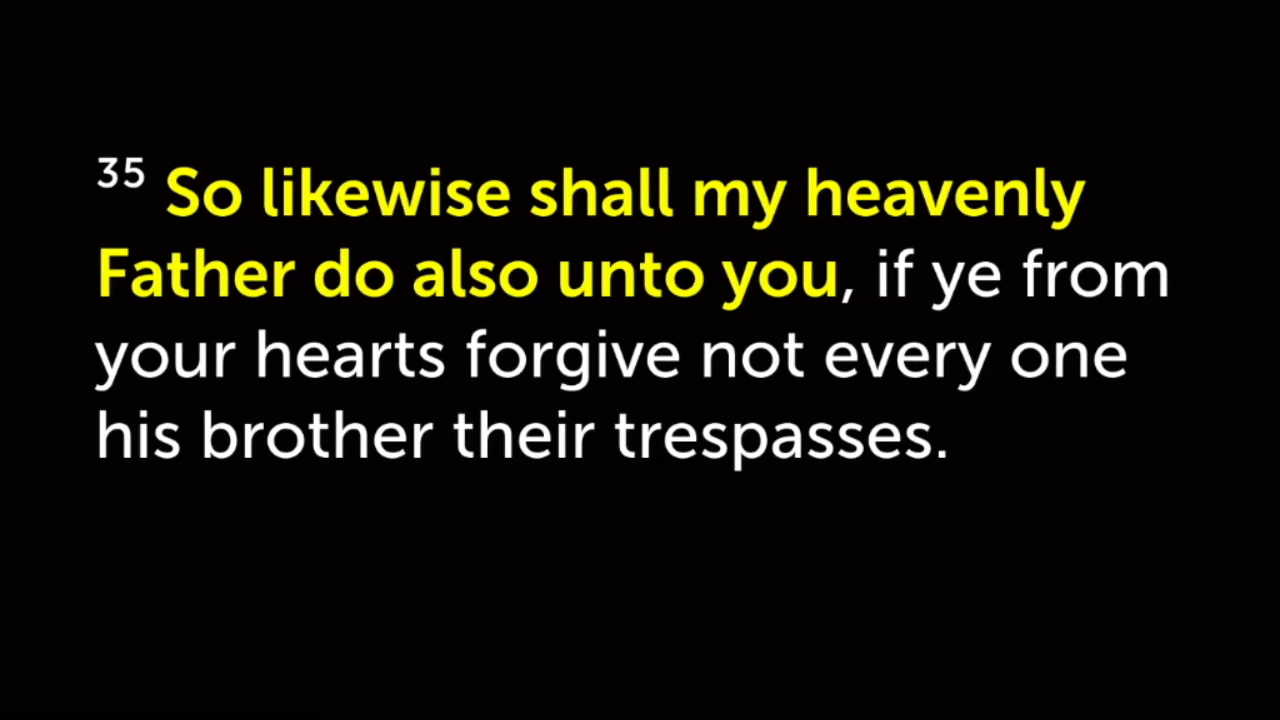 35 So likewise shall my heavenly
Father do also unto you, if ye from
your hearts forgive not every one
his brother their trespasses.